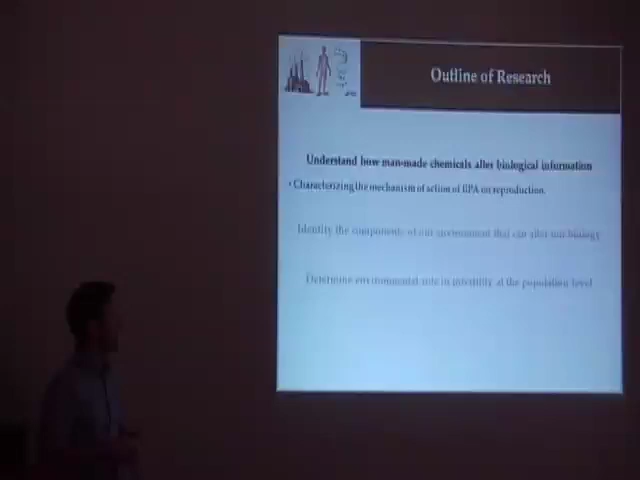 Outline of Research
Understand how man-made chemicals alter biological information
• Characterizing the mechanism of action of BPA on reproduction.
Identify the components of our environment that can alter our biology
Determine environmental role in infertility at the population level